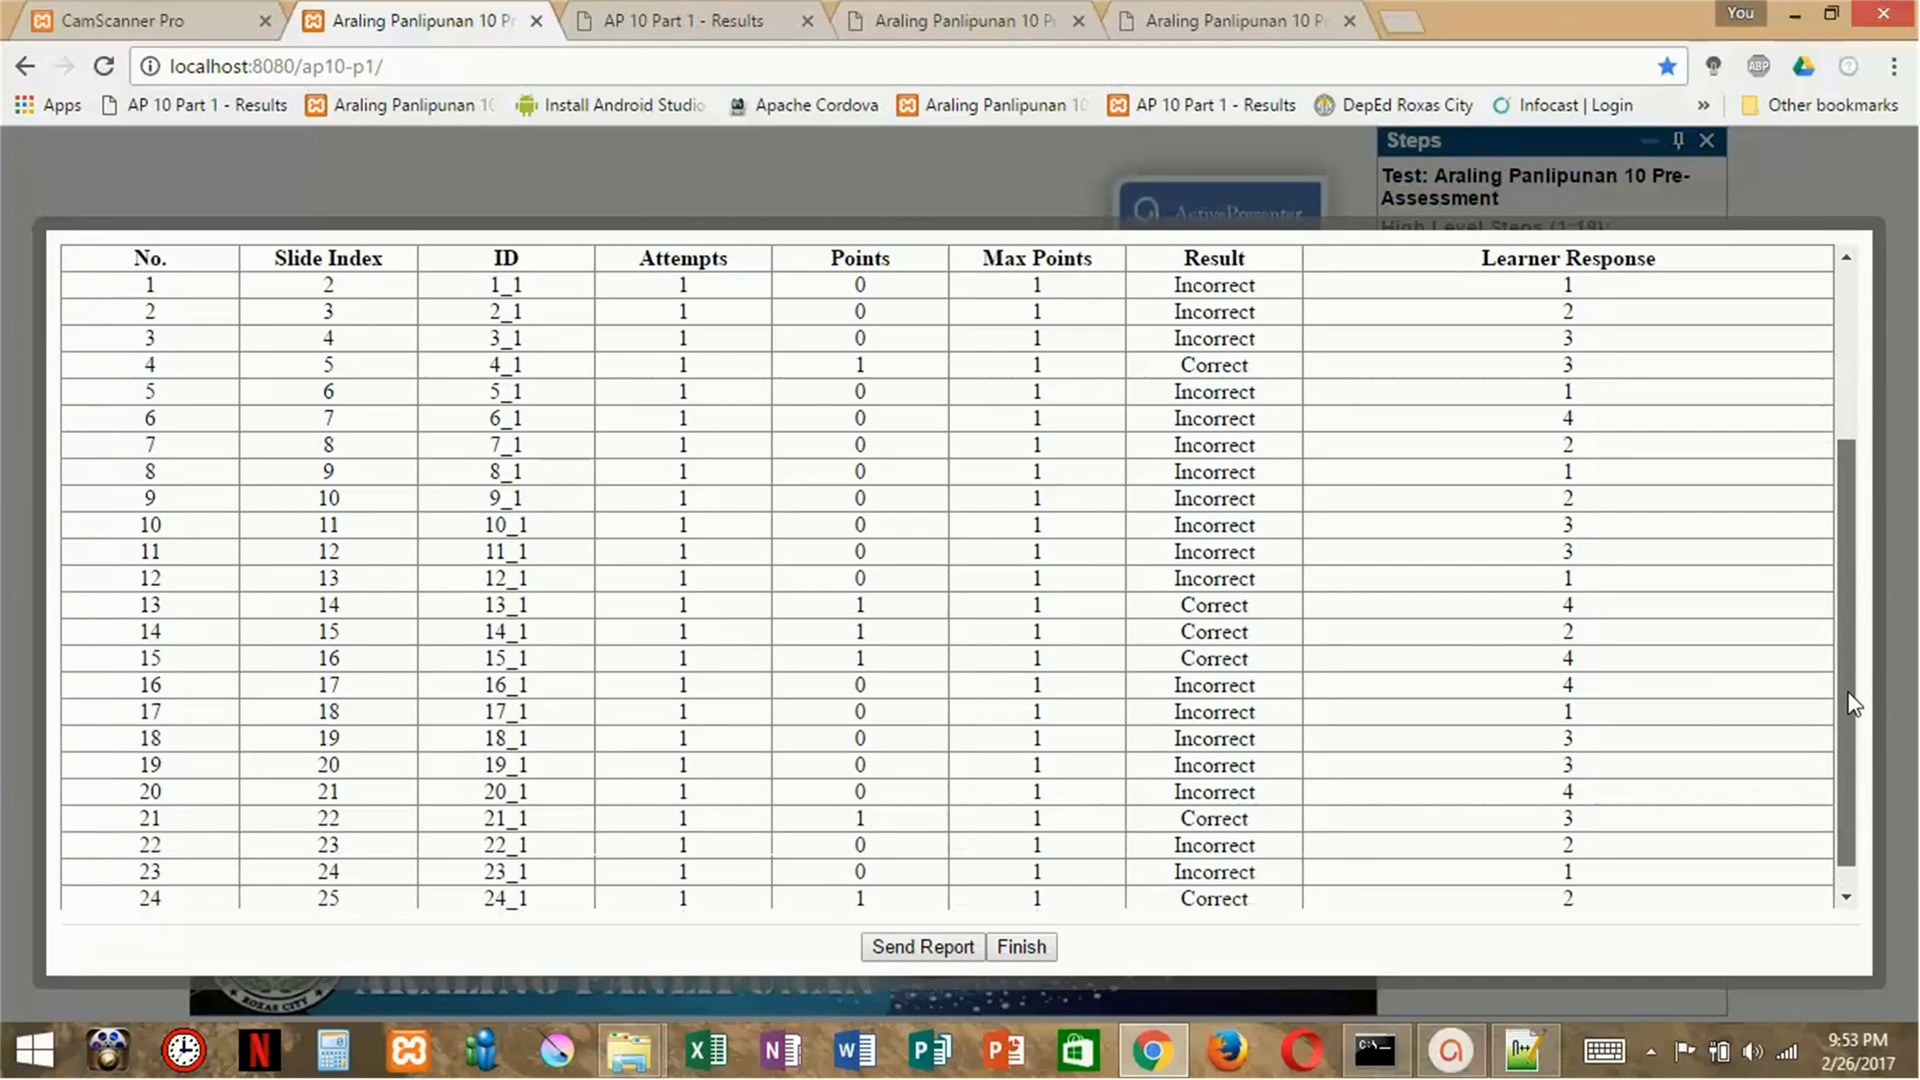 CamScanner Pro
Araling Panlipunan 10 Pr
AP 10 Part 1 - Results
Araling Panlipunan 10 P
Araling Panlipunan 10 P
You
localhost:8080/ap10-p1/
ABP
Apps
AP 10 Part 1 - Results
Araling Panlipunan 10
Install Android Studio
Apache Cordova
Araling Panlipunan 10
AP 10 Part 1 - Results
DepEd Roxas City
Infocast | Login
»
Other bookmarks
Steps
Test: Araling Panlipunan 10 Pre-
Assessment
High Level Steps (1:19):
ActivePresenter
No. Slide Index ID Attempts Points Max Points Result Learner Response
1 2 1_1 1 0 1 Incorrect 1
2 3 2_1 1 0 1 Incorrect 2
3 4 3_1 1 0 1 Incorrect 3
4 5 4_1 1 1 1 Correct 3
5 6 5_1 1 0 1 Incorrect 1
6 7 6_1 1 0 1 Incorrect 4
7 8 7_1 1 0 1 Incorrect 2
8 9 8_1 1 0 1 Incorrect 1
9 10 9_1 1 0 1 Incorrect 2
10 11 10_1 1 0 1 Incorrect 3
11 12 11_1 1 0 1 Incorrect 3
12 13 12_1 1 0 1 Incorrect 1
13 14 13_1 1 1 1 Correct 4
14 15 14_1 1 1 1 Correct 2
15 16 15_1 1 1 1 Correct 4
16 17 16_1 1 0 1 Incorrect 4
17 18 17_1 1 0 1 Incorrect 1
18 19 18_1 1 0 1 Incorrect 3
19 20 19_1 1 0 1 Incorrect 3
20 21 20_1 1 0 1 Incorrect 4
21 22 21_1 1 1 1 Correct 3
22 23 22_1 1 0 1 Incorrect 2
23 24 23_1 1 0 1 Incorrect 1
24 25 24_1 1 1 1 Correct 2
Send Report
Finish
ROXAS CITY
ARALING PANLIPUNAN
9:53 PM
2/26/2017